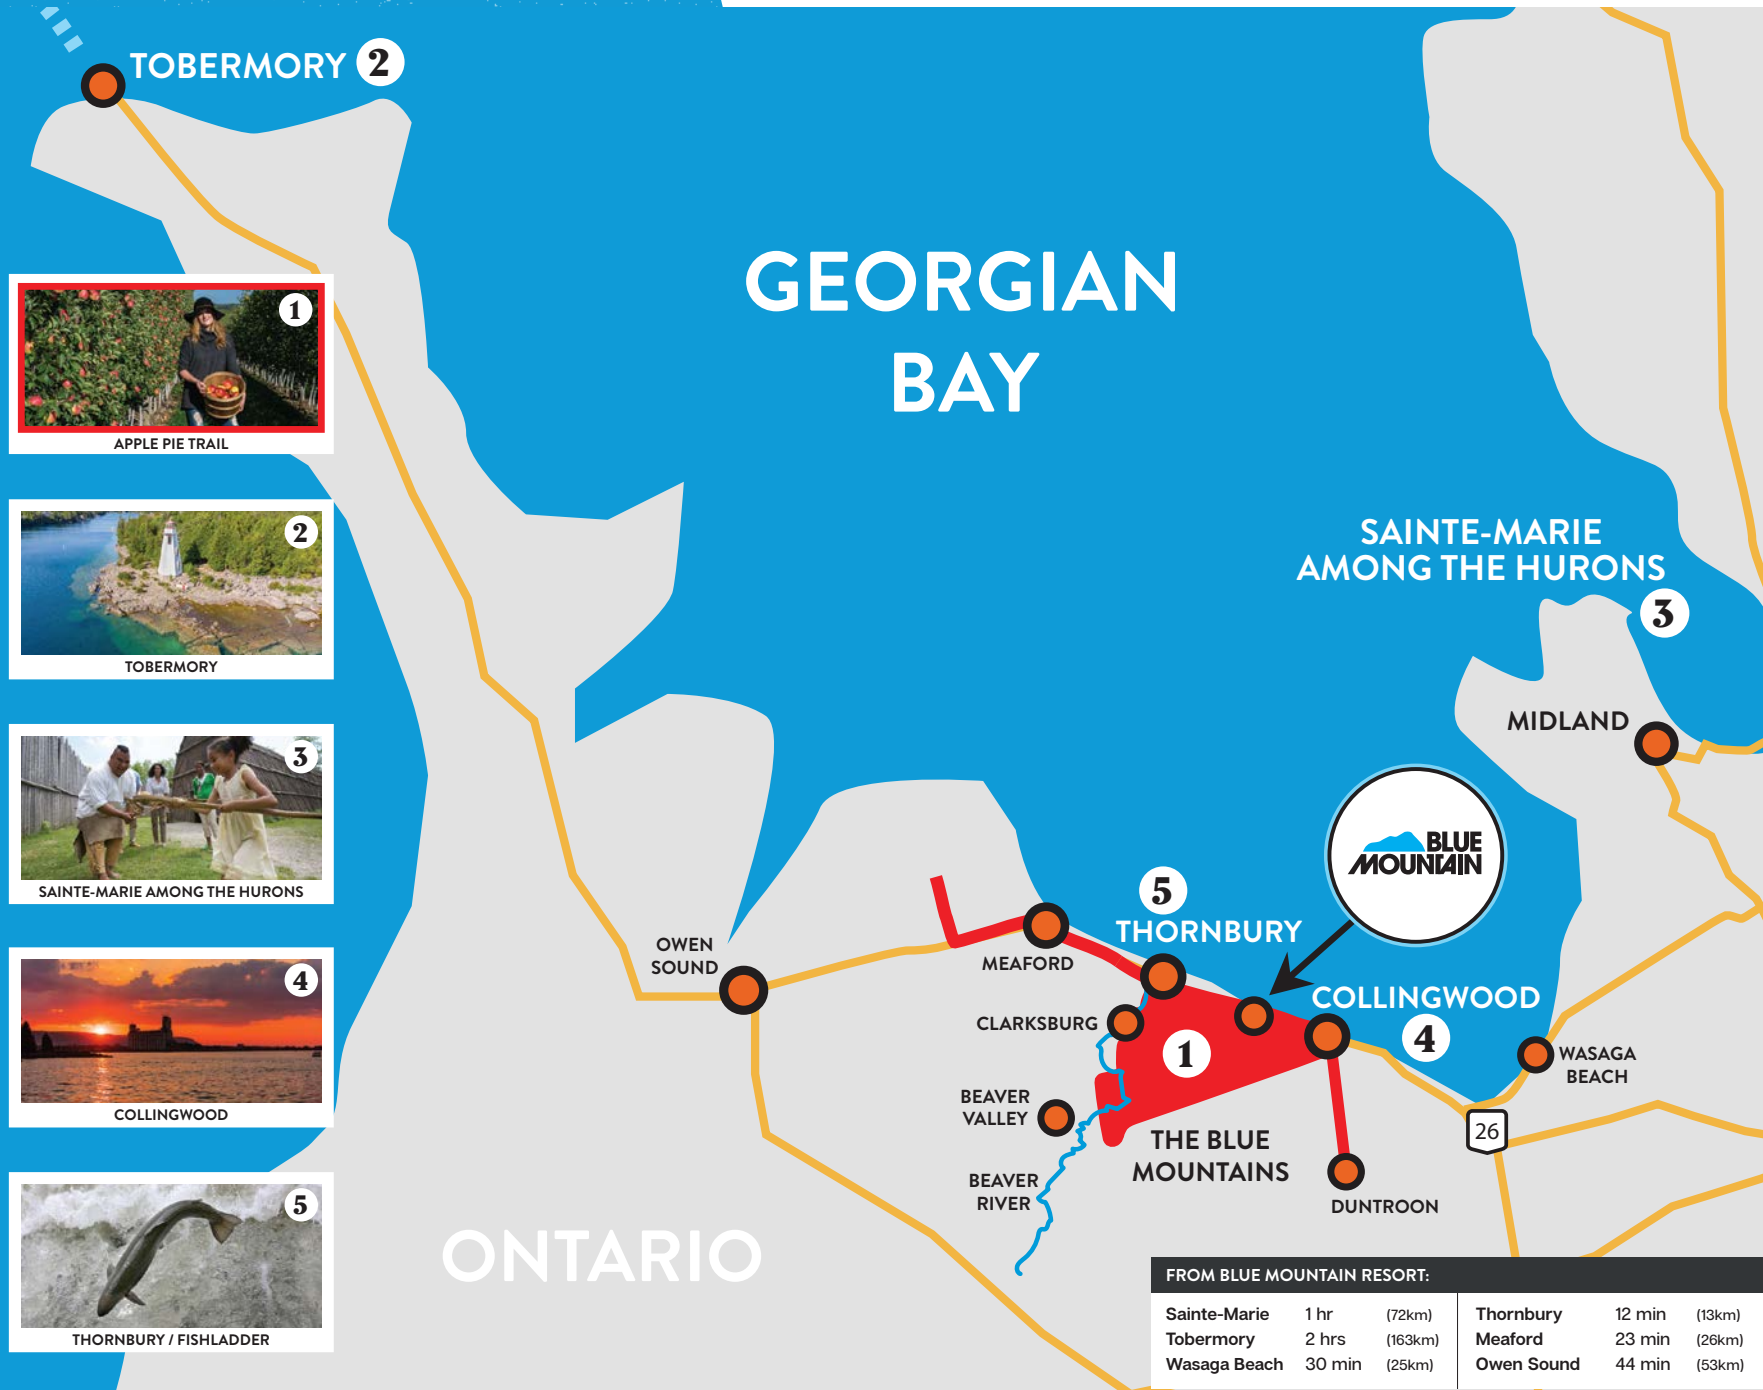 TOBERMORY 2
GEORGIAN
BAY
1
APPLE PIE TRAIL
2
TOBERMORY
3
SAINTE-MARIE AMONG THE HURONS
4
COLLINGWOOD
5
THORNBURY / FISHLADDER
SAINTE-MARIE
AMONG THE HURONS
3
MIDLAND
BLUE
MOUNTAIN
5
THORNBURY
OWEN
SOUND
MEAFORD
CLARKSBURG
COLLINGWOOD
4
1
WASAGA
BEACH
BEAVER
VALLEY
26
THE BLUE
MOUNTAINS
BEAVER
RIVER
DUNTROON
ONTARIO
FROM BLUE MOUNTAIN RESORT:
Sainte-Marie 1 hr (72km)
Tobermory 2 hrs (163km)
Wasaga Beach 30 min (25km)
Thornbury 12 min (13km)
Meaford 23 min (26km)
Owen Sound 44 min (53km)